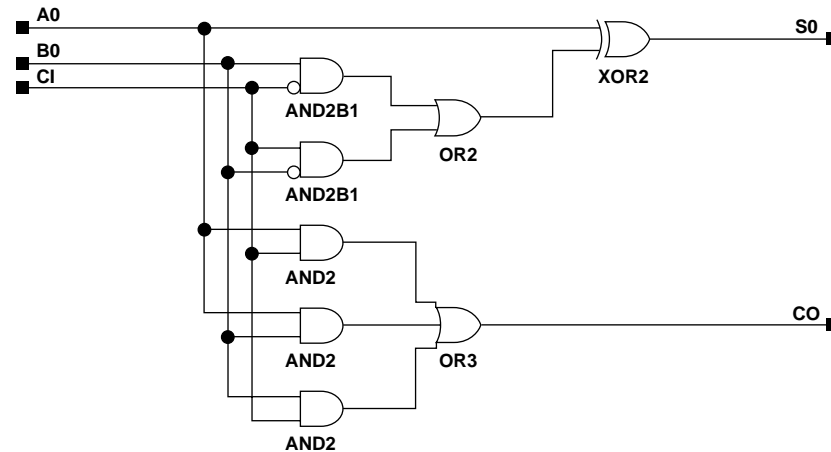 A0
S0
B0
CI
XOR2
AND2B1
OR2
AND2B1
AND2
CO
AND2
OR3
AND2